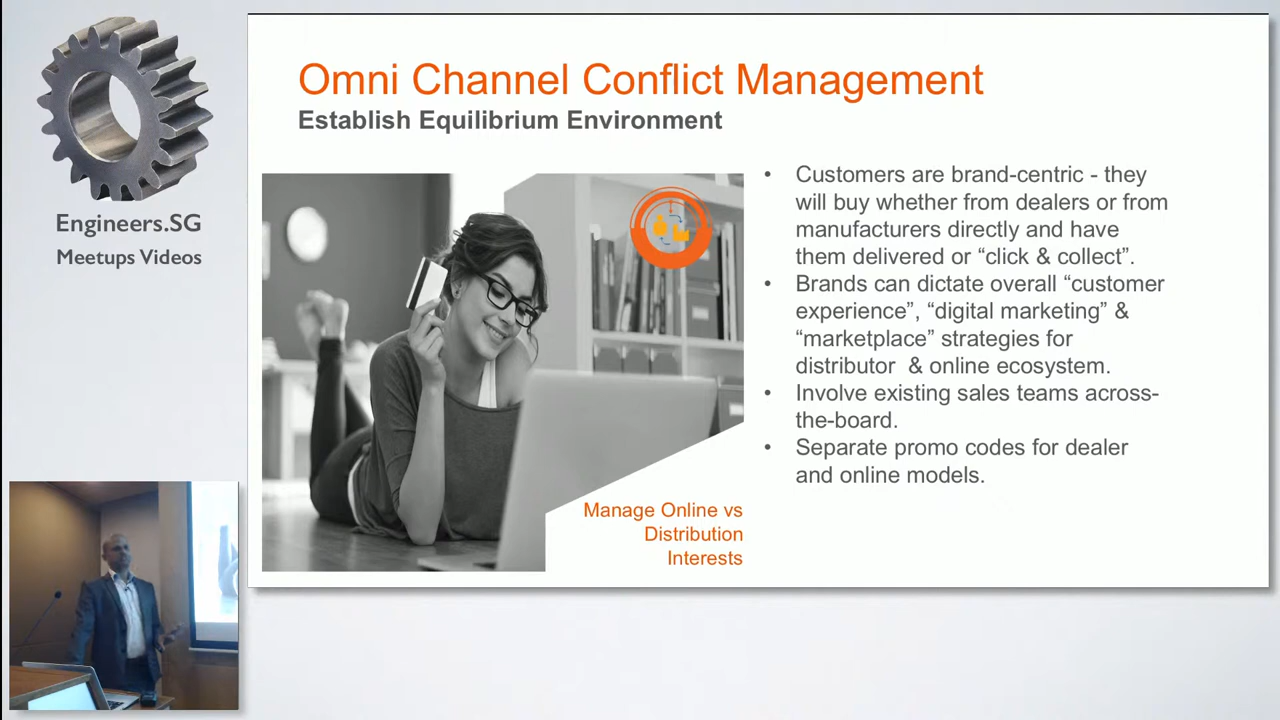 Engineers.SG
Meetups Videos
Omni Channel Conflict Management
Establish Equilibrium Environment
• Customers are brand-centric - they
will buy whether from dealers or from
manufacturers directly and have
them delivered or “click & collect”.
• Brands can dictate overall “customer
experience”, “digital marketing” &
“marketplace” strategies for
distributor  & online ecosystem.
• Involve existing sales teams across-
the-board.
• Separate promo codes for dealer
and online models.
Manage Online vs
Distribution
Interests